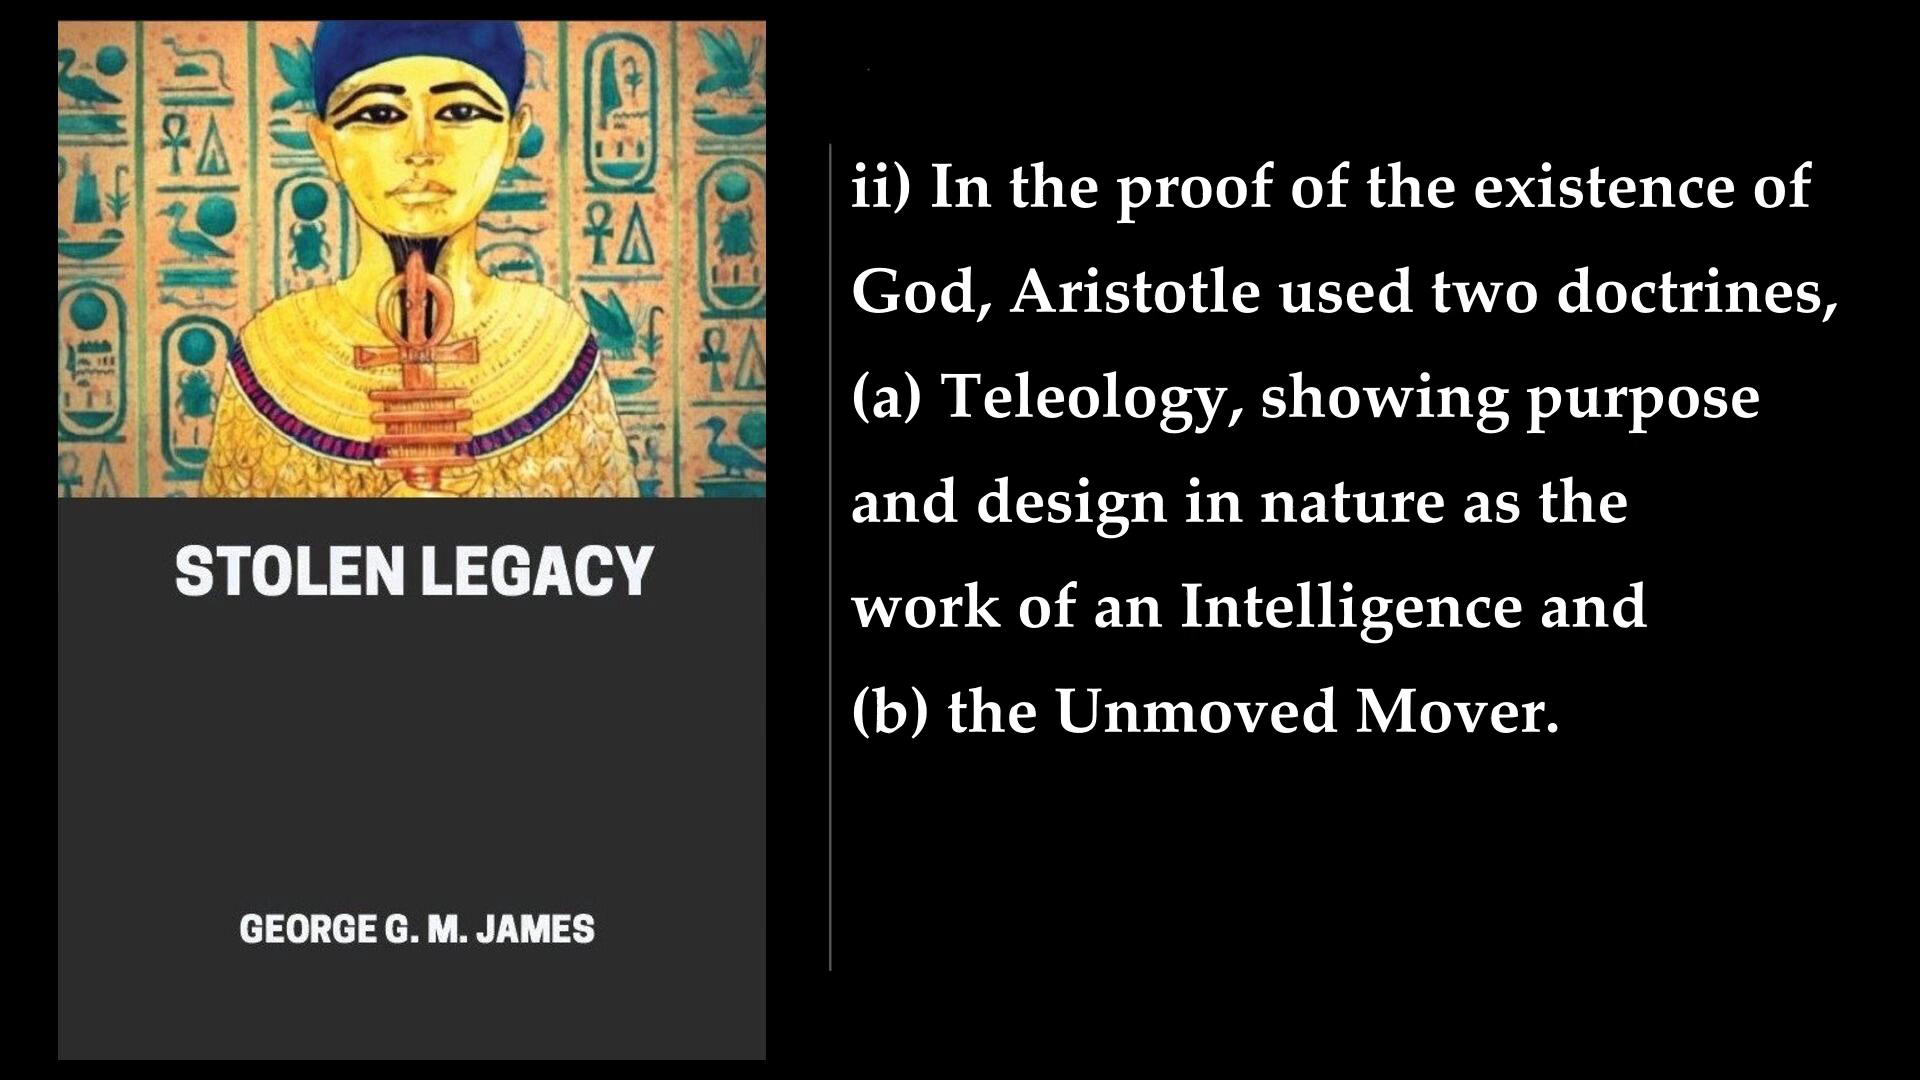 STOLEN LEGACY
GEORGE G. M. JAMES
ii) In the proof of the existence of
God, Aristotle used two doctrines,
(a) Teleology, showing purpose
and design in nature as the
work of an Intelligence and
(b) the Unmoved Mover.